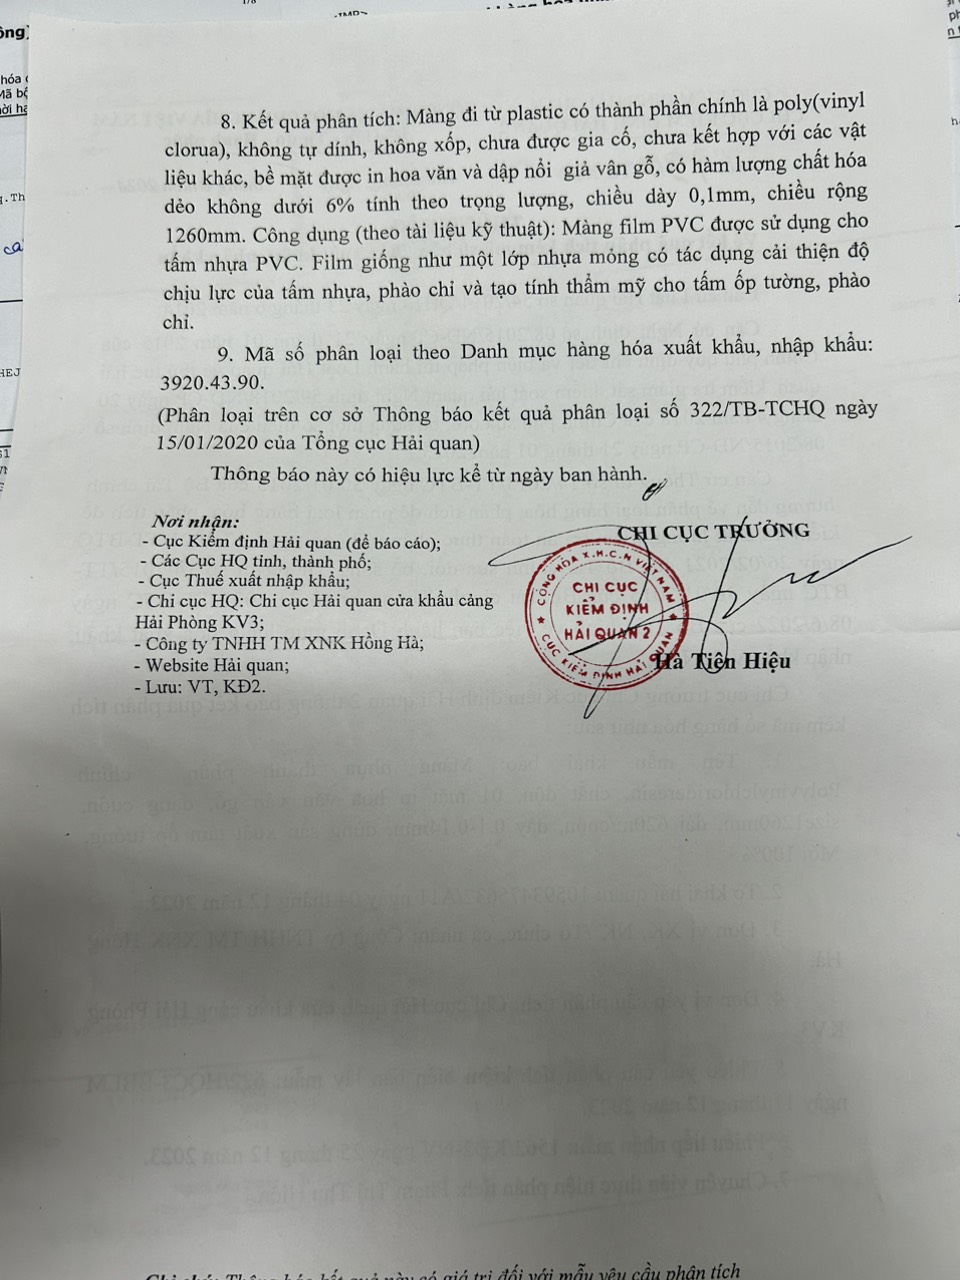 8. Kết quả phân tích: Màng đi từ plastic có thành phần chính là poly(vinyl
clorua), không tự dính, không xốp, chưa được gia cố, chưa kết hợp với các vật
liệu khác, bề mặt được in hoa văn và dập nổi giả vân gỗ, có hàm lượng chất hóa
dẻo không dưới 6% tính theo trọng lượng, chiều dày 0,1mm, chiều rộng
1260mm. Công dụng (theo tài liệu kỹ thuật): Màng film PVC được sử dụng cho
tấm nhựa PVC. Film giống như một lớp nhựa mỏng có tác dụng cải thiện độ
chịu lực của tấm nhựa, phào chỉ và tạo tính thẩm mỹ cho tấm ốp tường, phào
chỉ.
9. Mã số phân loại theo Danh mục hàng hóa xuất khẩu, nhập khẩu:
3920.43.90.
(Phân loại trên cơ sở Thông báo kết quả phân loại số 322/TB-TCHQ ngày
15/01/2020 của Tổng cục Hải quan)
Thông báo này có hiệu lực kể từ ngày ban hành.
Nơi nhận:
- Cục Kiểm định Hải quan (để báo cáo);
- Các Cục HQ tỉnh, thành phố;
- Cục Thuế xuất nhập khẩu;
- Chi cục HQ: Chi cục Hải quan cửa khẩu cảng
Hải Phòng KV3;
- Công ty TNHH TM XNK Hồng Hà;
- Website Hải quan;
- Lưu: VT, KĐ2.
CHI CỤC TRƯỞNG
CỘNG HÒA X.H.C.N VIỆT NAM
CHI CỤC
KIỂM ĐỊNH
HẢI QUAN 2
CỤC KIỂM ĐỊNH HẢI QUAN
Hà Tiện Hiệu
Ghi chú: Thông báo kết quả này có giá trị đối với mẫu yêu cầu phân tích